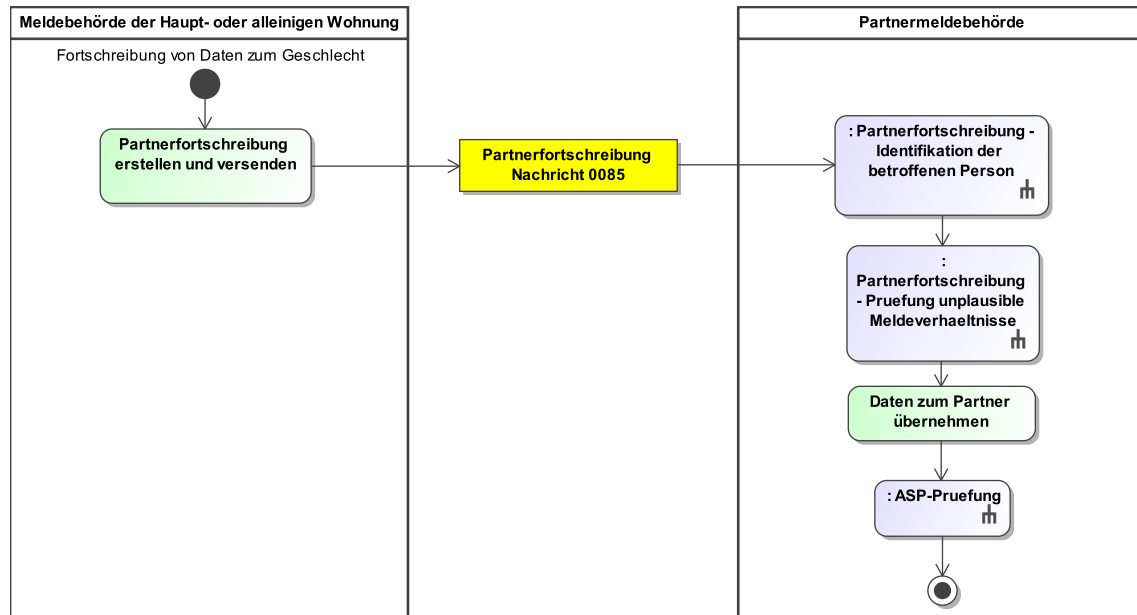 Meldebehörde der Haupt- oder alleinigen Wohnung
Partnermeldebehörde
Fortschreibung von Daten zum Geschlecht
Partnerfortschreibung
erstellen und versenden
Partnerfortschreibung
Nachricht 0085
: Partnerfortschreibung -
Identifikation der
betroffenen Person
:
Partnerfortschreibung
- Pruefung unplausible
Meldeverhaeltnisse
Daten zum Partner
übernehmen
: ASP-Pruefung